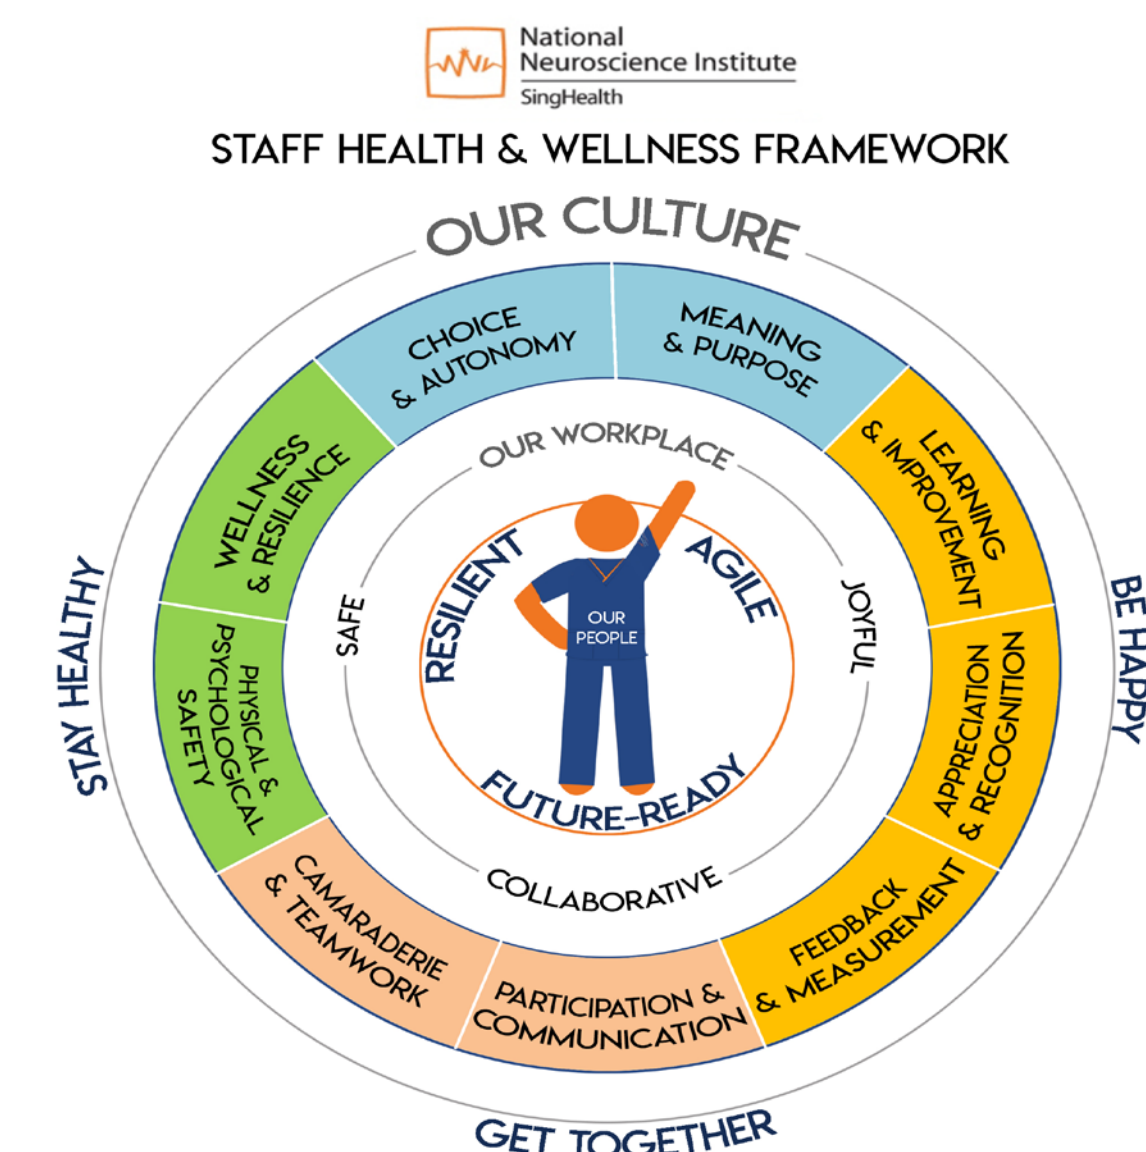 National
Neuroscience Institute
SingHealth
STAFF HEALTH & WELLNESS FRAMEWORK
OUR CULTURE
CHOICE
& AUTONOMY
MEANING
& PURPOSE
LEARNING
& IMPROVEMENT
APPRECIATION
& RECOGNITION
FEEDBACK
& MEASUREMENT
PARTICIPATION &
COMMUNICATION
CAMARADERIE
& TEAMWORK
PHYSICAL &
PSYCHOLOGICAL
SAFETY
WELLNESS
& RESILIENCE
STAY HEALTHY
BE HAPPY
GET TOGETHER
OUR WORKPLACE
SAFE
JOYFUL
COLLABORATIVE
RESILIENT
AGILE
FUTURE-READY
OUR
PEOPLE